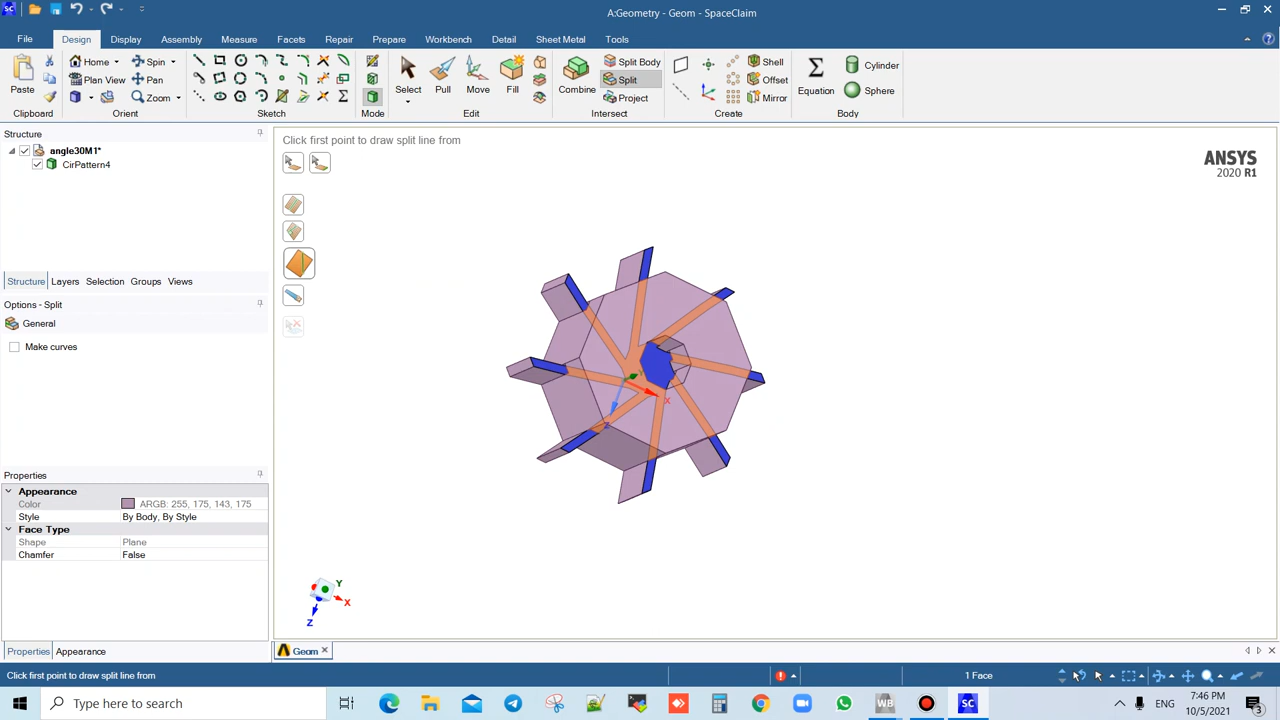 A:Geometry - Geom - SpaceClaim
File Design Display Assembly Measure Facets Repair Prepare Workbench Detail Sheet Metal Tools
Paste
Home
Spin
Plan View
Pan
Zoom
Select
Pull
Move
Fill
Combine
Split Body
Split
Project
Shell
Offset
Mirror
Equation
Cylinder
Sphere
Clipboard Orient Sketch Mode Edit Intersect Create Body
Structure
angle30M1*
CirPattern4
Structure Layers Selection Groups Views
Options - Split
General
Make curves
Properties
Appearance
Color ARGB: 255, 175, 143, 175
Style By Body, By Style
Face Type
Shape Plane
Chamfer False
Properties Appearance
Click first point to draw split line from
ANSYS
2020 R1
X
Z
Y
X
Z
Geom
Click first point to draw split line from
1 Face
Type here to search
WB
SC
ENG
7:46 PM
10/5/2021
3